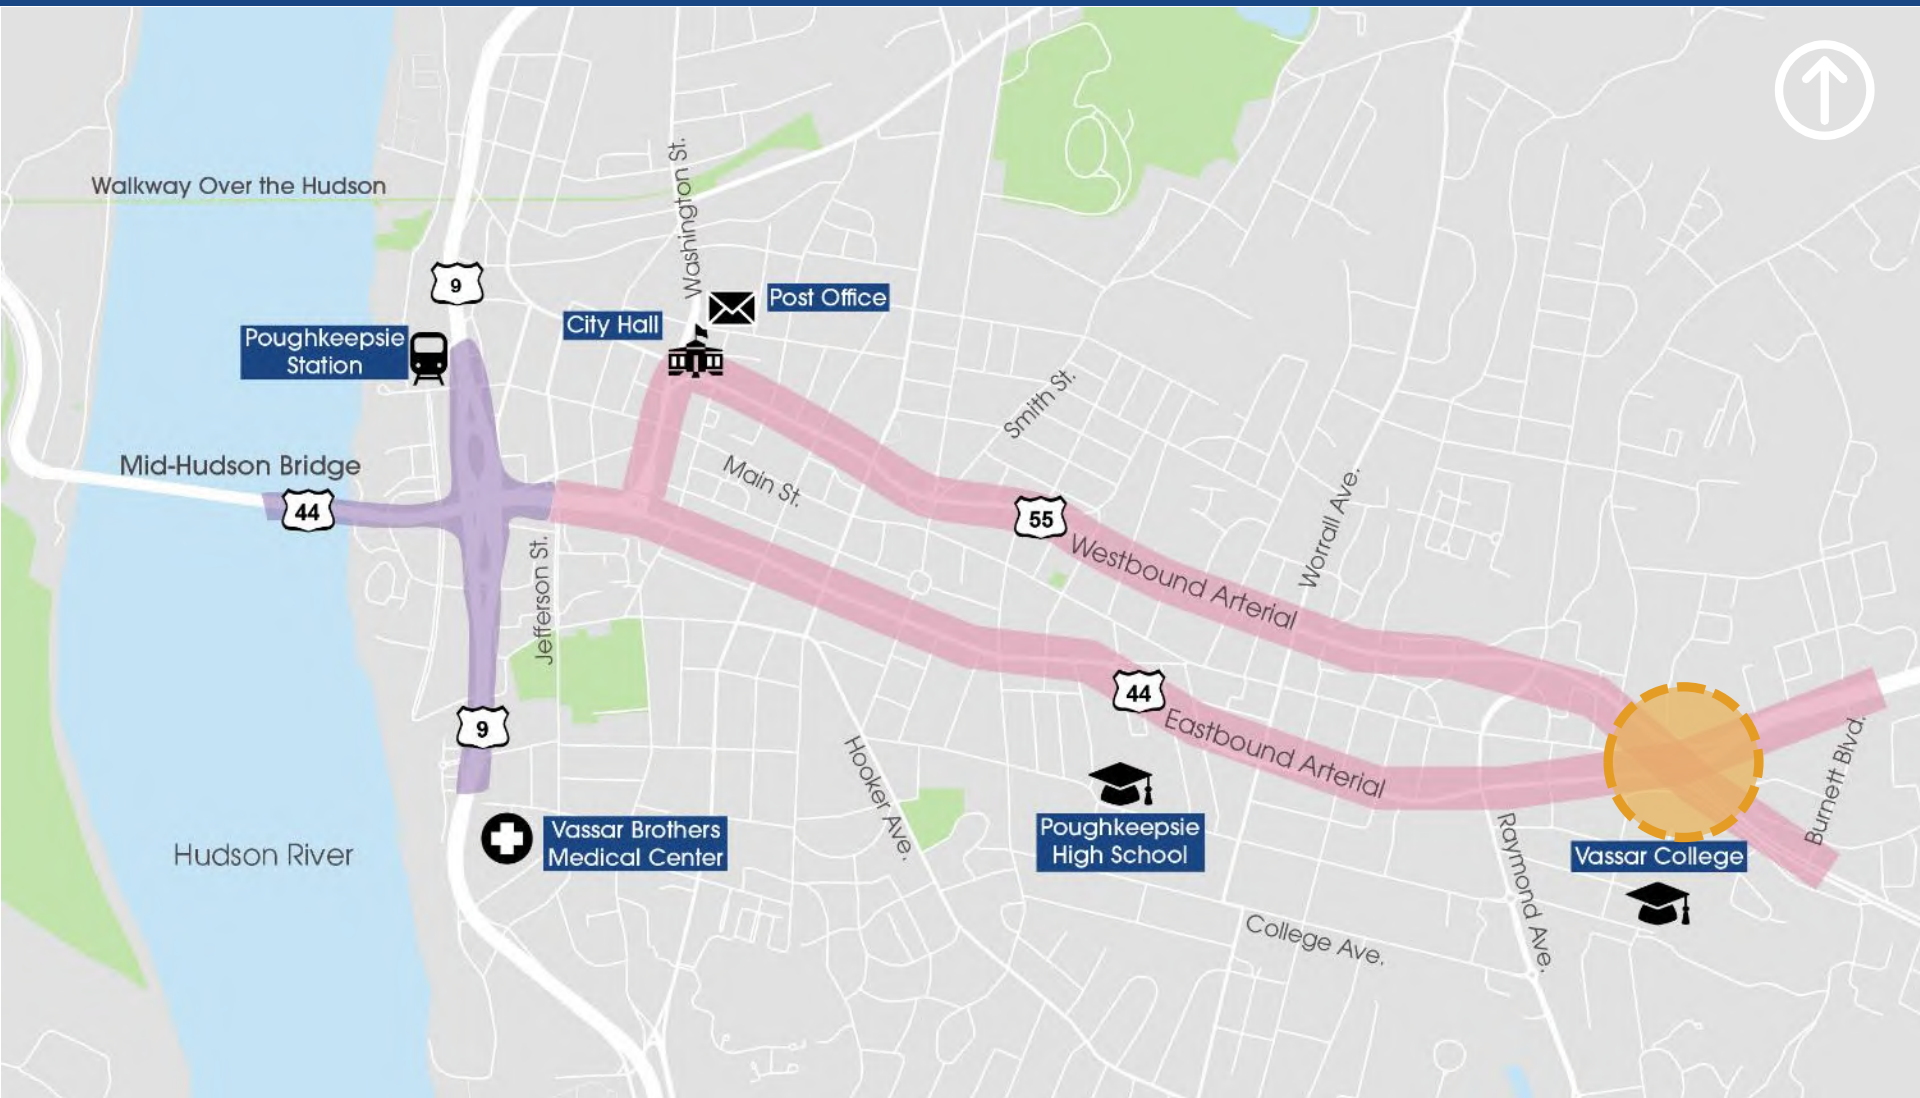 Walkway Over the Hudson
Washington St.
9
Post Office
City Hall
Poughkeepsie
Station
Smith St.
Mid-Hudson Bridge
Main St.
44
55
Worrall Ave.
Westbound Arterial
Jefferson St.
44
9
Eastbound Arterial
Burnett Blvd.
Hooker Ave.
Vassar Brothers
Medical Center
Poughkeepsie
High School
Hudson River
Raymond Ave.
Vassar College
College Ave.